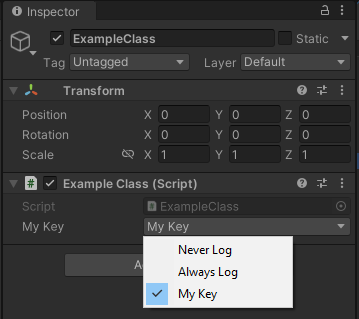 Inspector
ExampleClass
Static
Tag Untagged Layer Default
Transform
Position X 0 Y 0 Z 0
Rotation X 0 Y 0 Z 0
Scale X 1 Y 1 Z 1
# Example Class (Script)
Script # ExampleClass
My Key My Key
Never Log
Always Log
My Key